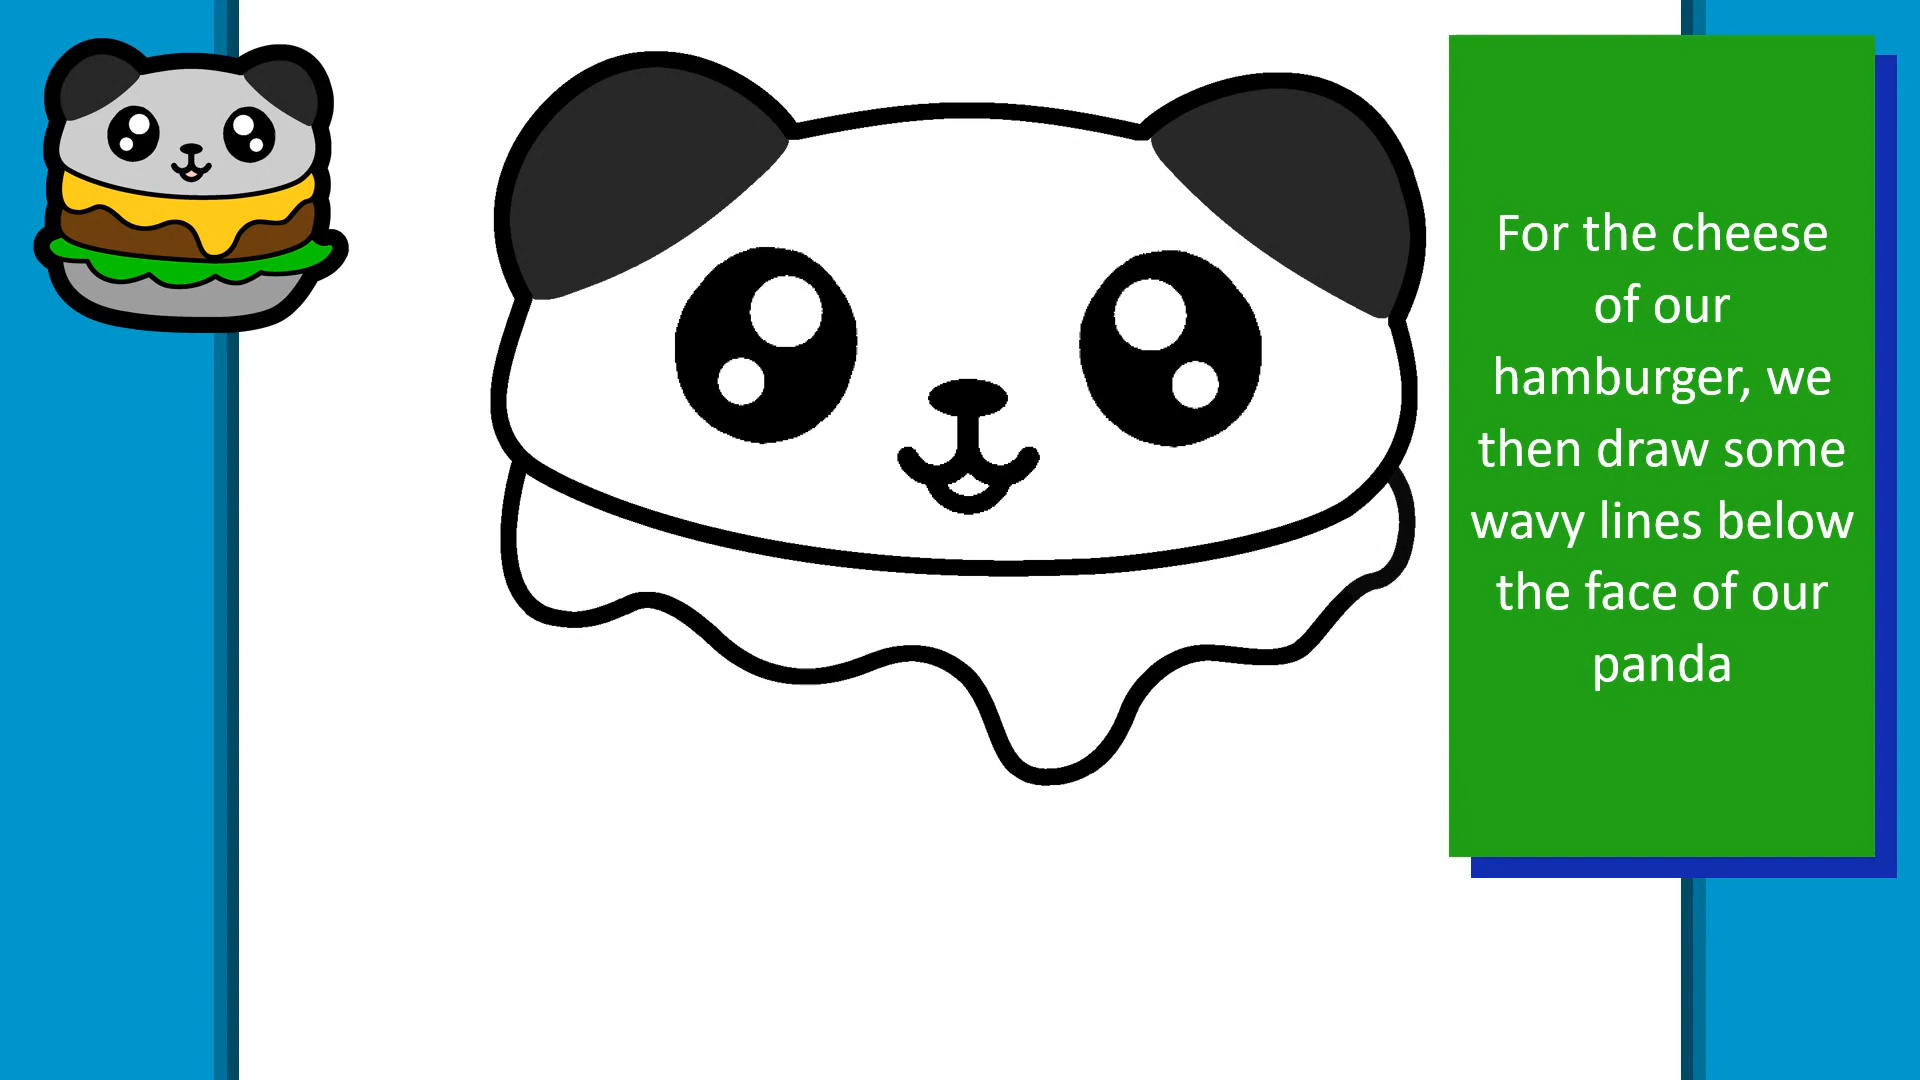 For the cheese
of our
hamburger, we
then draw some
wavy lines below
the face of our
panda